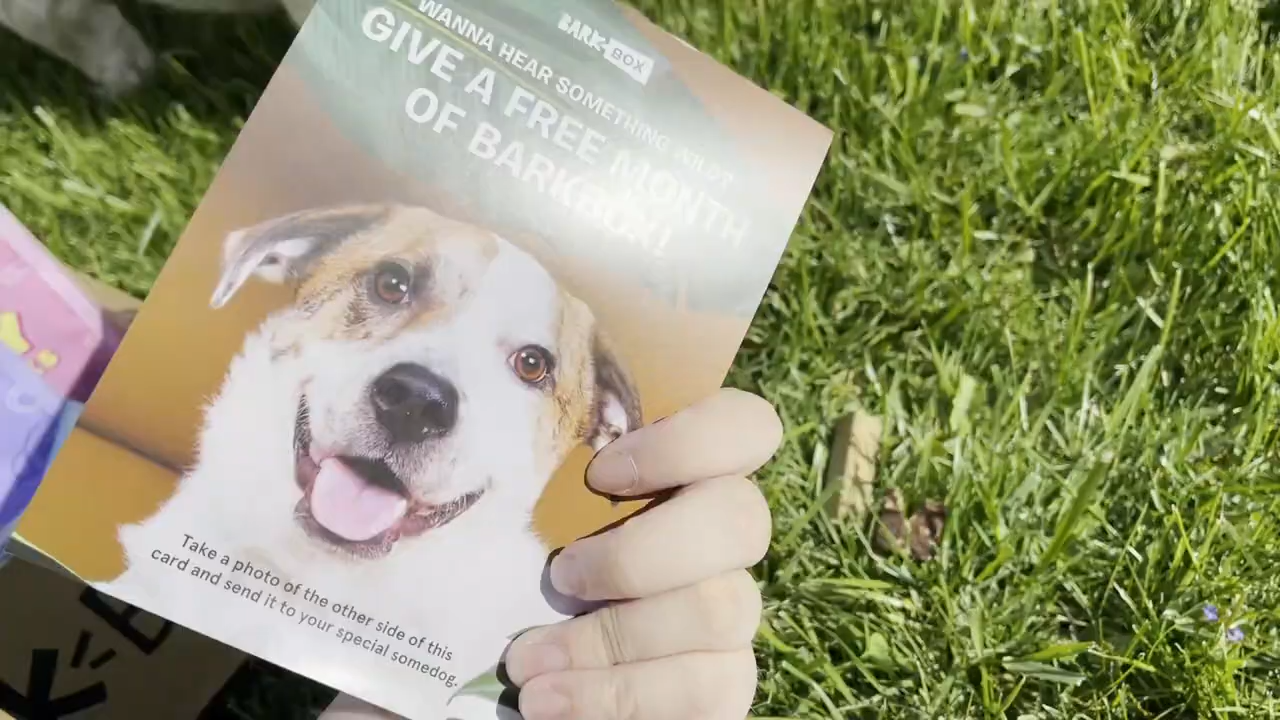 BARK BOX
WANNA HEAR SOMETHING
GIVE A FREE MONTH
OF BARKBOX!
Take a photo of the other side of this
card and send it to your special somedog.